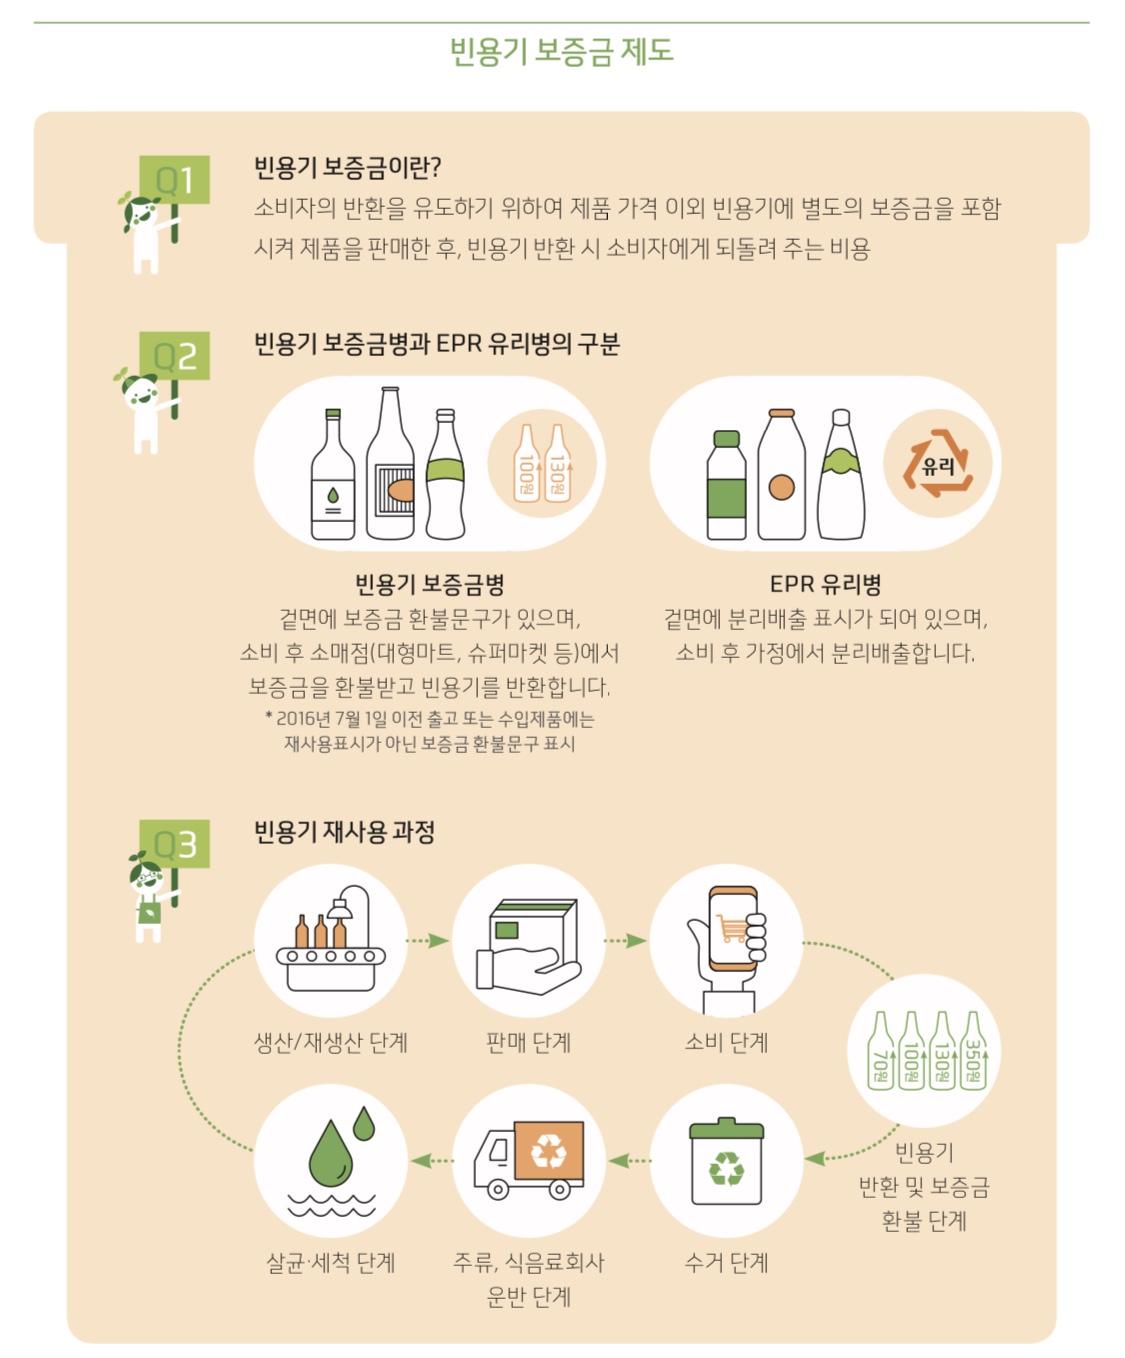 빈용기 보증금 제도
Q1
빈용기 보증금이란?
소비자의 반환을 유도하기 위하여 제품 가격 이외 빈용기에 별도의 보증금을 포함
시켜 제품을 판매한 후, 빈용기 반환 시 소비자에게 되돌려 주는 비용
Q2
빈용기 보증금병과 EPR 유리병의 구분
100원
130원
유리
빈용기 보증금병
겉면에 보증금 환불문구가 있으며,
소비 후 소매점(대형마트, 슈퍼마켓 등)에서
보증금을 환불받고 빈용기를 반환합니다.
* 2016년 7월 1일 이전 출고 또는 수입제품에는
재사용표시가 아닌 보증금 환불문구 표시
EPR 유리병
겉면에 분리배출 표시가 되어 있으며,
소비 후 가정에서 분리배출합니다.
Q3
빈용기 재사용 과정
생산/재생산 단계
판매 단계
소비 단계
70원
100원
130원
350원
빈용기
반환 및 보증금
환불 단계
수거 단계
주류, 식음료회사
운반 단계
살균·세척 단계